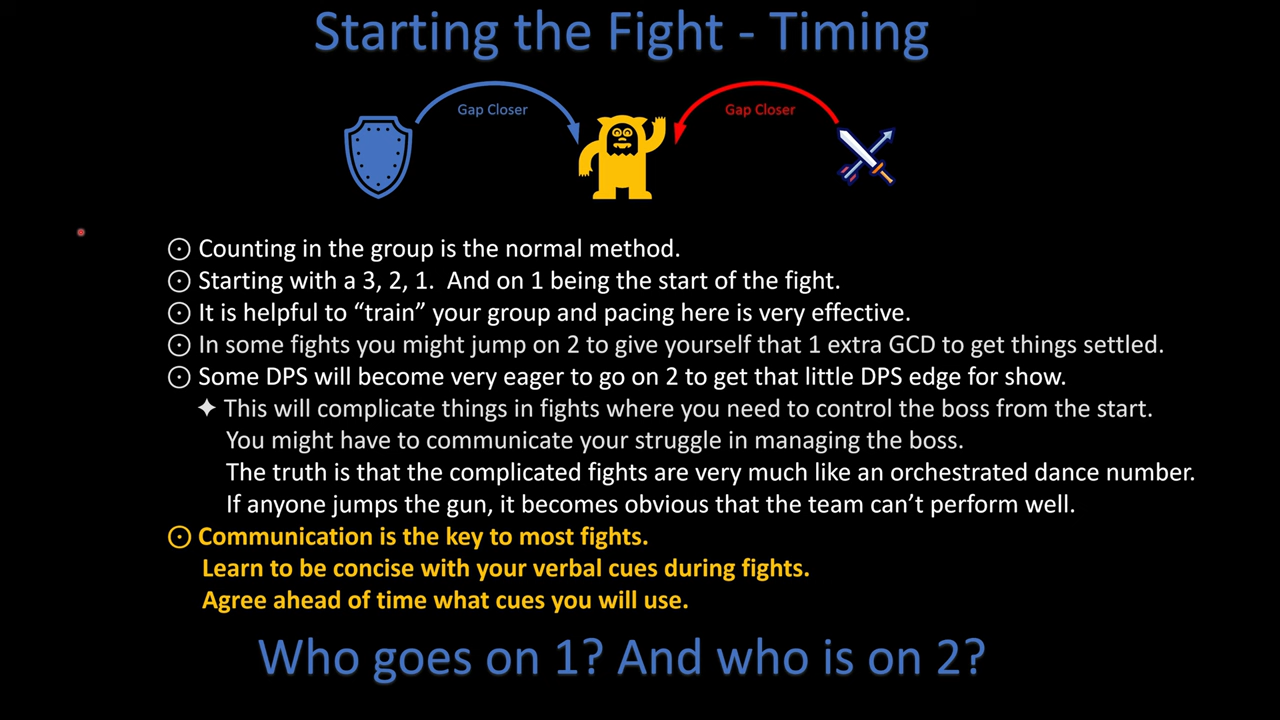 Starting the Fight - Timing
Gap Closer
Gap Closer
Counting in the group is the normal method.
Starting with a 3, 2, 1.  And on 1 being the start of the fight.
It is helpful to “train” your group and pacing here is very effective.
In some fights you might jump on 2 to give yourself that 1 extra GCD to get things settled.
Some DPS will become very eager to go on 2 to get that little DPS edge for show.
This will complicate things in fights where you need to control the boss from the start.
You might have to communicate your struggle in managing the boss.
The truth is that the complicated fights are very much like an orchestrated dance number.
If anyone jumps the gun, it becomes obvious that the team can’t perform well.
Communication is the key to most fights.
Learn to be concise with your verbal cues during fights.
Agree ahead of time what cues you will use.
Who goes on 1? And who is on 2?